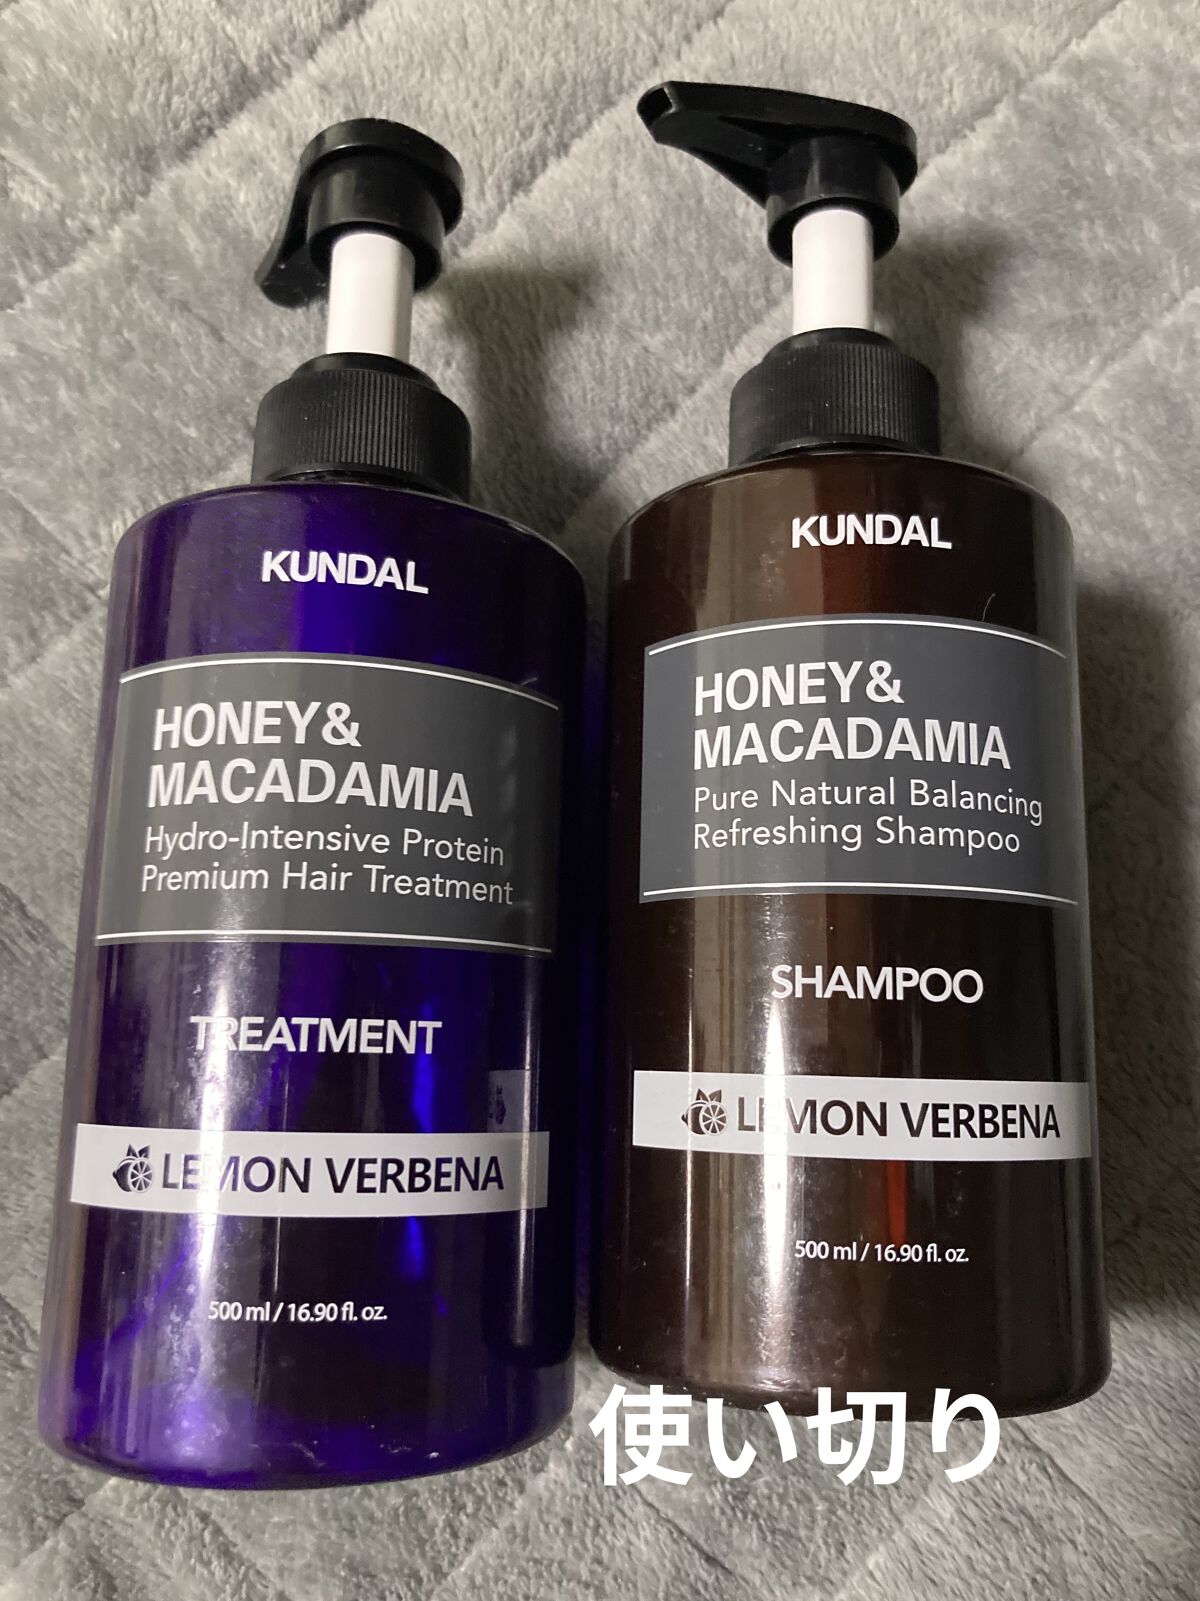 KUNDAL
HONEY&
MACADAMIA
Hydro-Intensive Protein
Premium Hair Treatment
TREATMENT
LEMON VERBENA
500 ml / 16.90 fl. oz.
KUNDAL
HONEY&
MACADAMIA
Pure Natural Balancing
Refreshing Shampoo
SHAMPOO
LEMON VERBENA
500 ml / 16.90 fl. oz.
使い切り